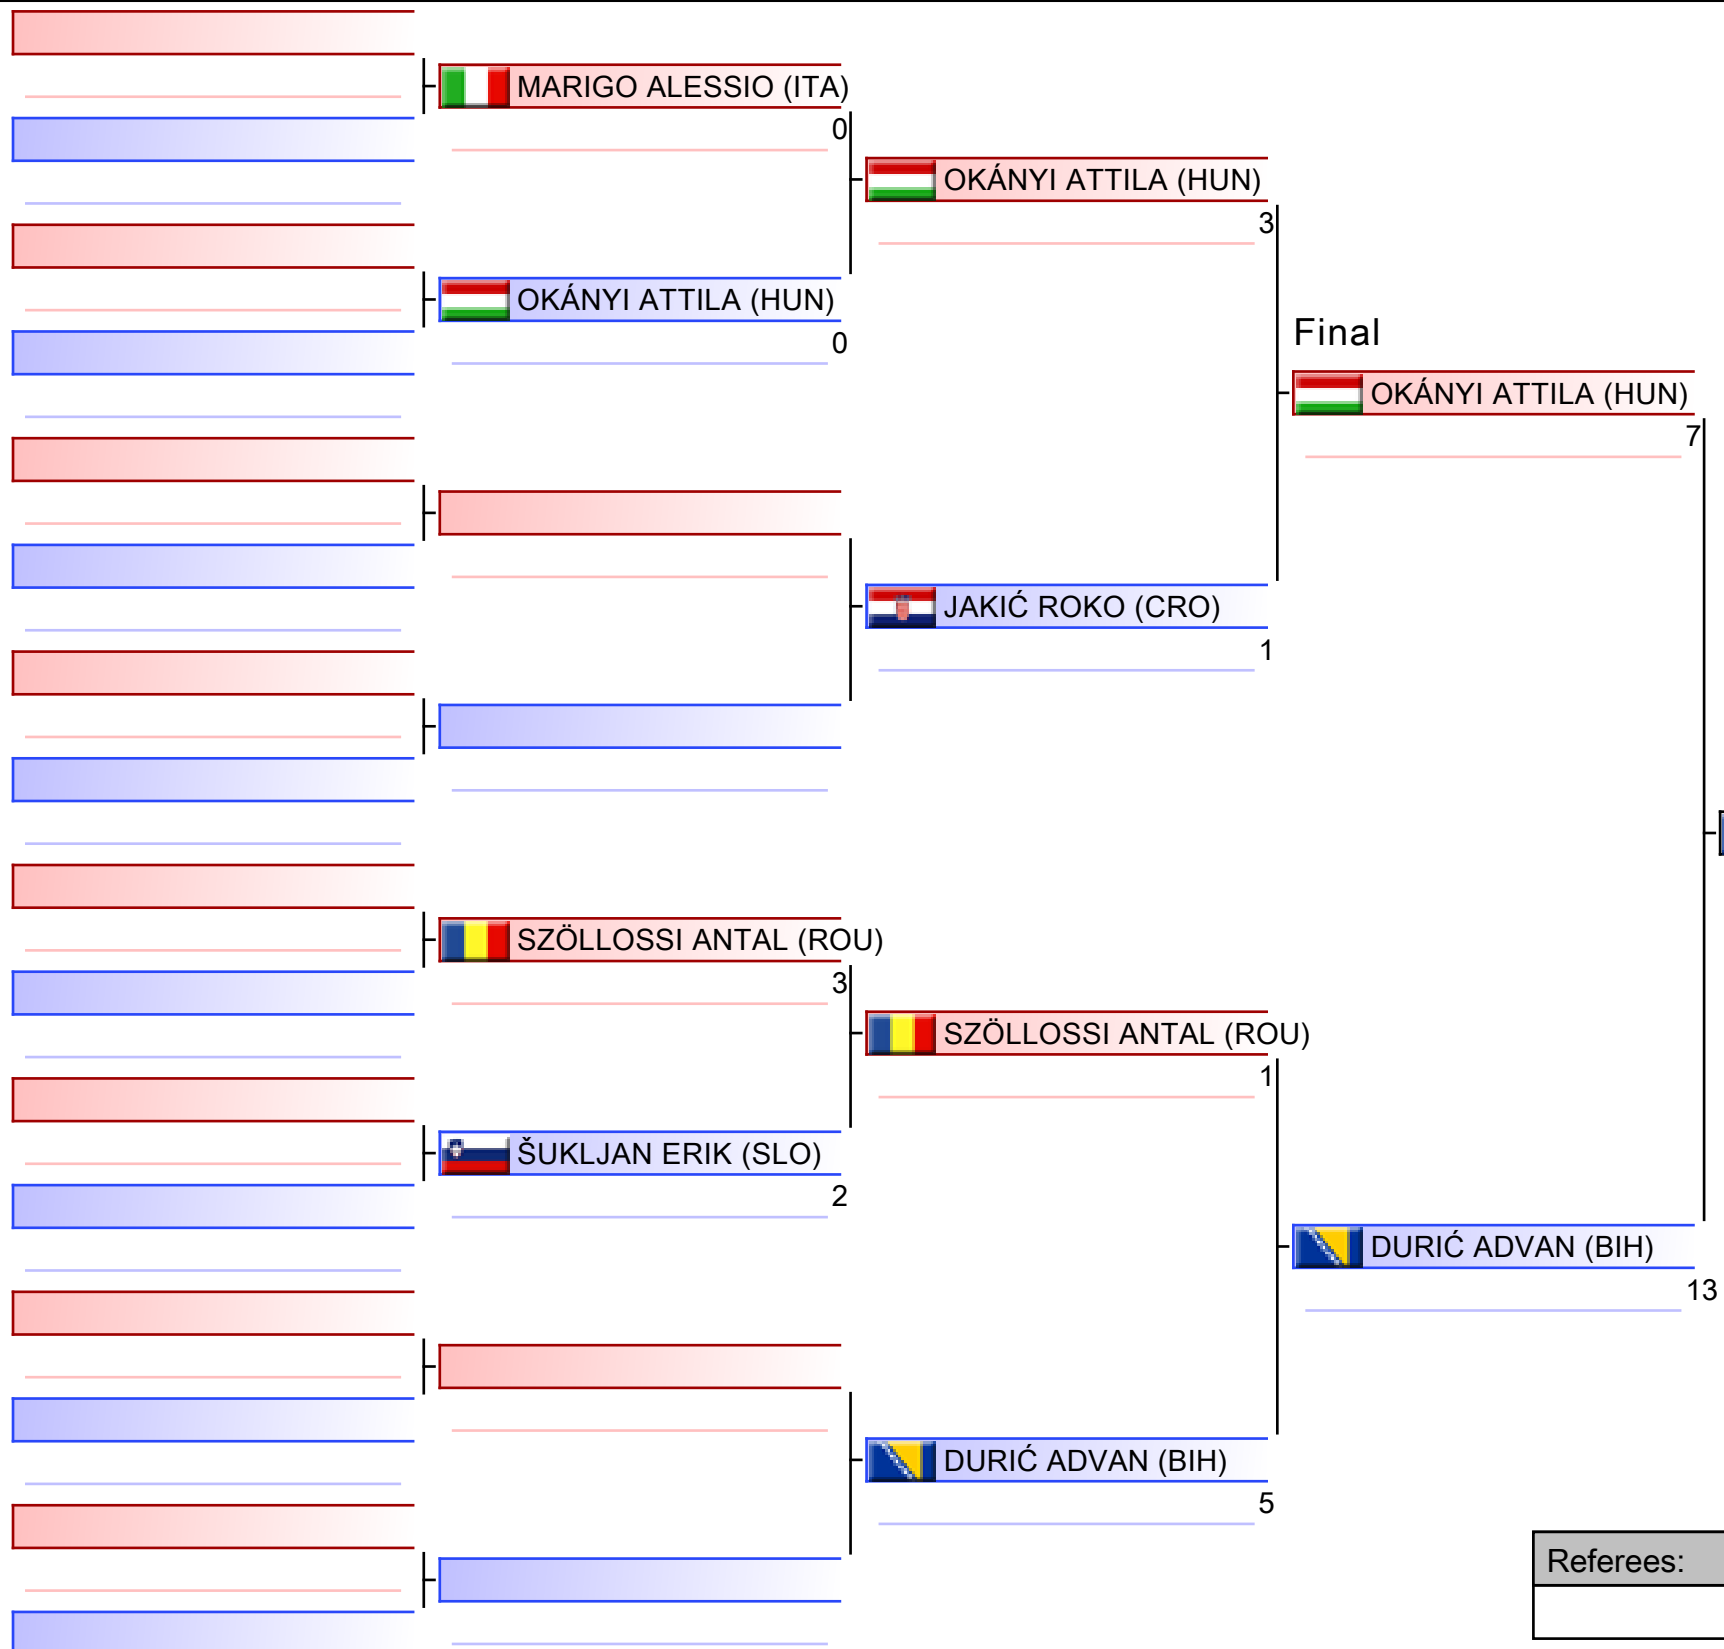 MARIGO ALESSIO (ITA)
0
OKÁNYI ATTILA (HUN)
3
OKÁNYI ATTILA (HUN)
0
Final
OKÁNYI ATTILA (HUN)
7
JAKIĆ ROKO (CRO)
1
SZÖLLOSSI ANTAL (ROU)
3
SZÖLLOSSI ANTAL (ROU)
1
ŠUKLJAN ERIK (SLO)
2
DURIĆ ADVAN (BIH)
13
DURIĆ ADVAN (BIH)
5
Referees: